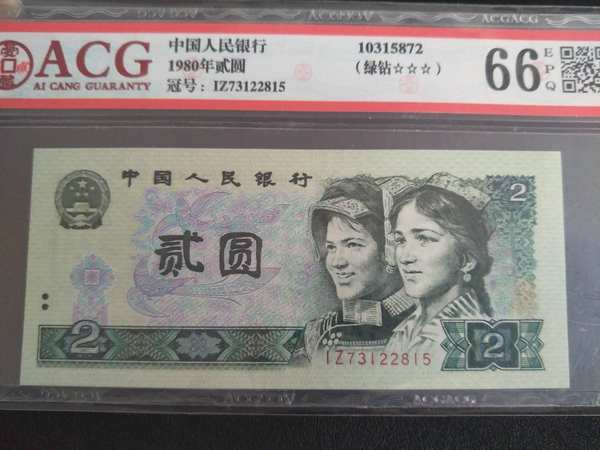 ACG
AI CANG GUARANTY
中国人民银行
1980年贰圆
冠号: IZ73122815
10315872
(绿钻☆☆☆)
66
EPQ
ACGACG
中国人民银行
2
贰圆
2
IZ73122815
2